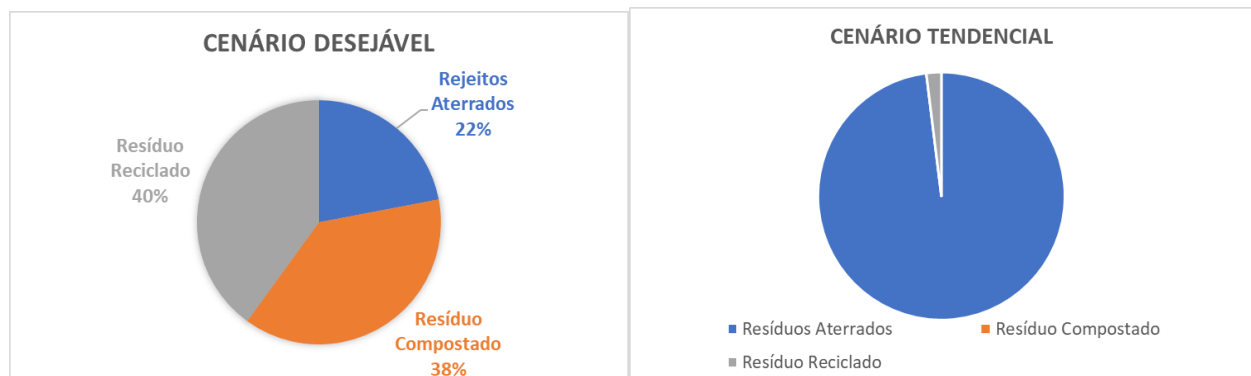 CENÁRIO DESEJÁVEL
Rejeitos
Aterrados
22%
Resíduo
Reciclado
40%
Resíduo
Compostado
38%
CENÁRIO TENDENCIAL
Resíduos Aterrados
Resíduo Compostado
Resíduo Reciclado